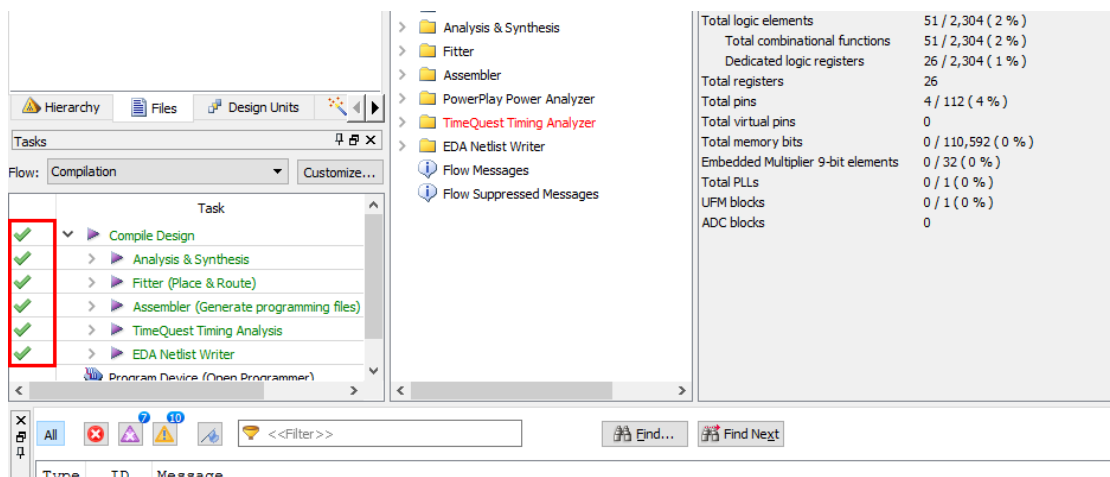 Hierarchy Files Design Units
Tasks
Flow: Compilation Customize...
Task
Compile Design
Analysis & Synthesis
Fitter (Place & Route)
Assembler (Generate programming files)
TimeQuest Timing Analysis
EDA Netlist Writer
Program Device (Open Programmer)
Analysis & Synthesis
Fitter
Assembler
PowerPlay Power Analyzer
TimeQuest Timing Analyzer
EDA Netlist Writer
Flow Messages
Flow Suppressed Messages
Total logic elements 51 / 2,304 ( 2 % )
Total combinational functions 51 / 2,304 ( 2 % )
Dedicated logic registers 26 / 2,304 ( 1 % )
Total registers 26
Total pins 4 / 112 ( 4 % )
Total virtual pins 0
Total memory bits 0 / 110,592 ( 0 % )
Embedded Multiplier 9-bit elements 0 / 32 ( 0 % )
Total PLLs 0 / 1 ( 0 % )
UFM blocks 0 / 1 ( 0 % )
ADC blocks 0
All 7 10 <<Filter>> Find... Find Next
Type ID Message